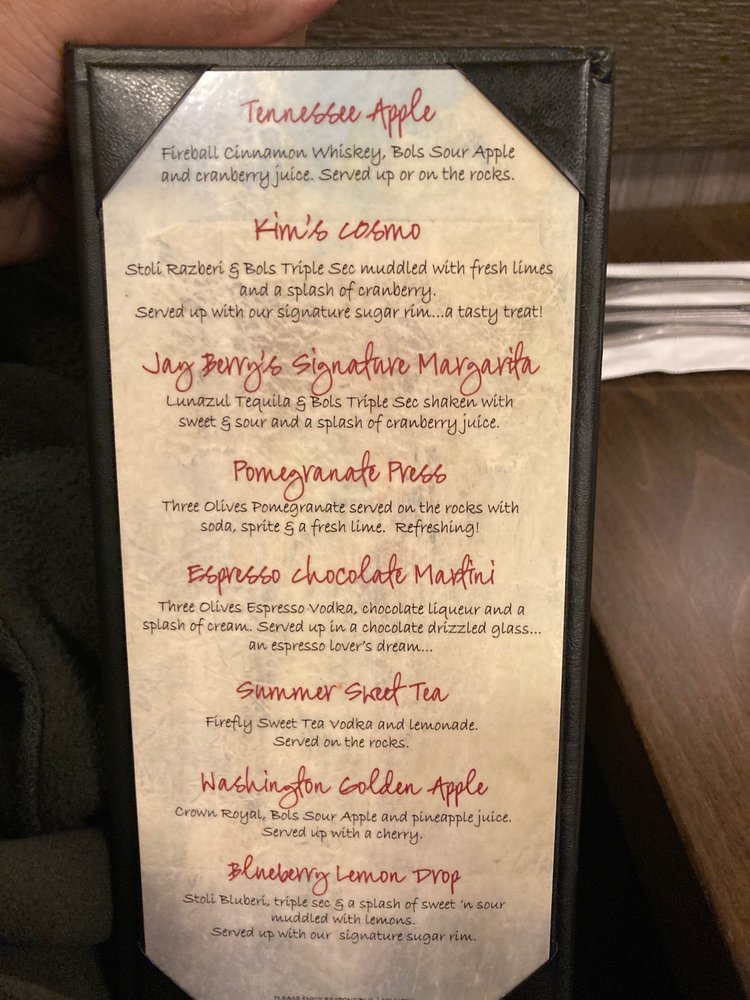 Tennessee Apple
Fireball Cinnamon Whiskey, Bols Sour Apple
and cranberry juice. Served up or on the rocks.
Kim's Cosmo
Stoli Razberi & Bols Triple Sec muddled with fresh limes
and a splash of cranberry.
Served up with our signature sugar rim...a tasty treat!
Jay Berry's Signature Margarita
Lunazul Tequila & Bols Triple Sec shaken with
sweet & sour and a splash of cranberry juice.
Pomegranate Press
Three Olives Pomegranate served on the rocks with
soda, sprite & a fresh lime. Refreshing!
Espresso Chocolate Martini
Three Olives Espresso Vodka, chocolate liqueur and a
splash of cream. Served up in a chocolate drizzled glass...
an espresso lover's dream...
Summer Sweet Tea
Firefly Sweet Tea Vodka and lemonade.
Served on the rocks.
Washington Golden Apple
Crown Royal, Bols Sour Apple and pineapple juice.
Served up with a cherry.
Blueberry Lemon Drop
Stoli Bluberi, triple sec & a splash of sweet 'n sour
muddled with lemons.
Served up with our signature sugar rim.
PLEASE ENJOY